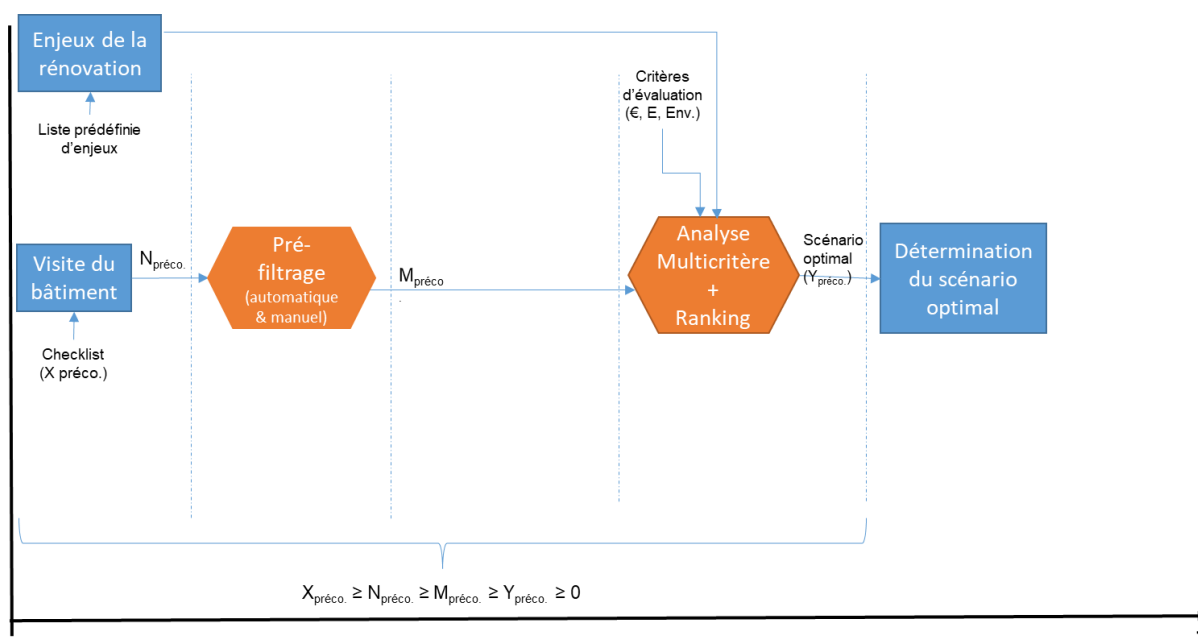 Enjeux de la
rénovation
Liste prédéfinie
d'enjeux
Critères
d'évaluation
(€, E, Env.)
Visite du
bâtiment
Npréco.
Pré-
filtrage
(automatique
& manuel)
Mpréco
.
Analyse
Multicritère
+
Ranking
Scénario
optimal
(Ypréco.)
Détermination
du scénario
optimal
Checklist
(X préco.)
Xpréco. ≥ Npréco. ≥ Mpréco. ≥ Ypréco. ≥ 0